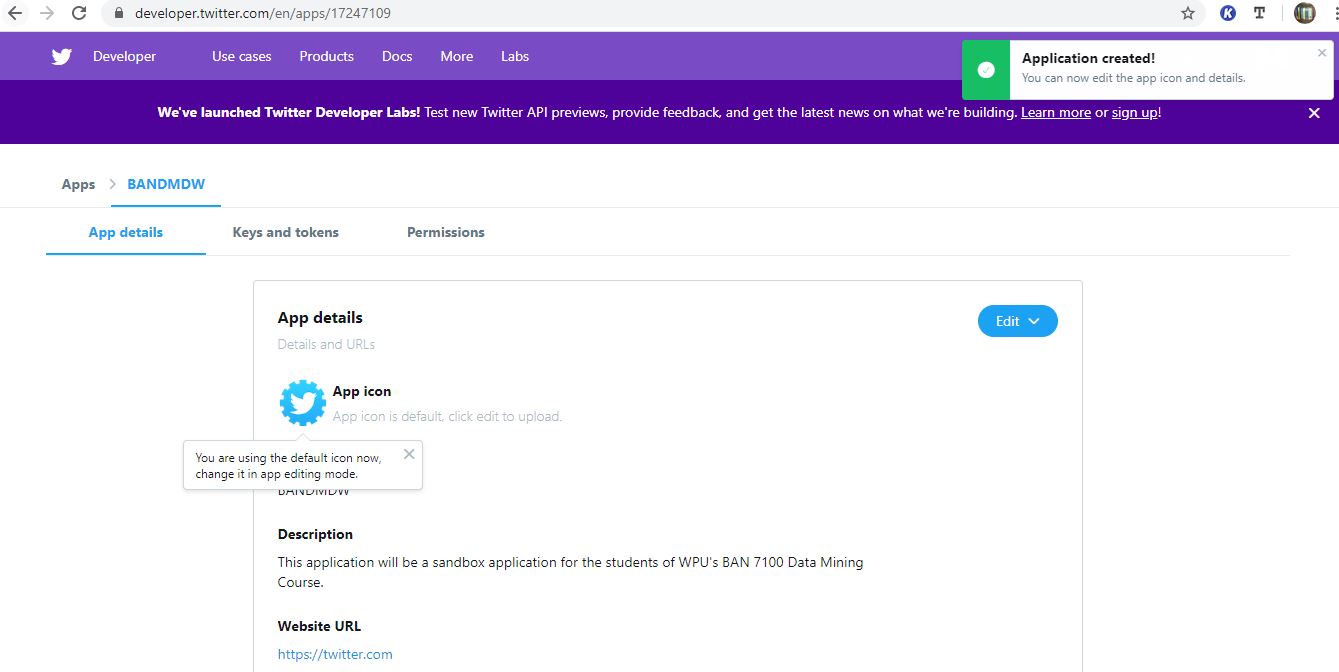 developer.twitter.com/en/apps/17247109
K T
Developer Use cases Products Docs More Labs
Application created!
You can now edit the app icon and details.
We've launched Twitter Developer Labs! Test new Twitter API previews, provide feedback, and get the latest news on what we're building. Learn more or sign up!
Apps BANDMDW
App details Keys and tokens Permissions
App details
Edit
Details and URLs
App icon
App icon is default, click edit to upload.
You are using the default icon now,
change it in app editing mode.
BANDMDW
Description
This application will be a sandbox application for the students of WPU's BAN 7100 Data Mining
Course.
Website URL
https://twitter.com